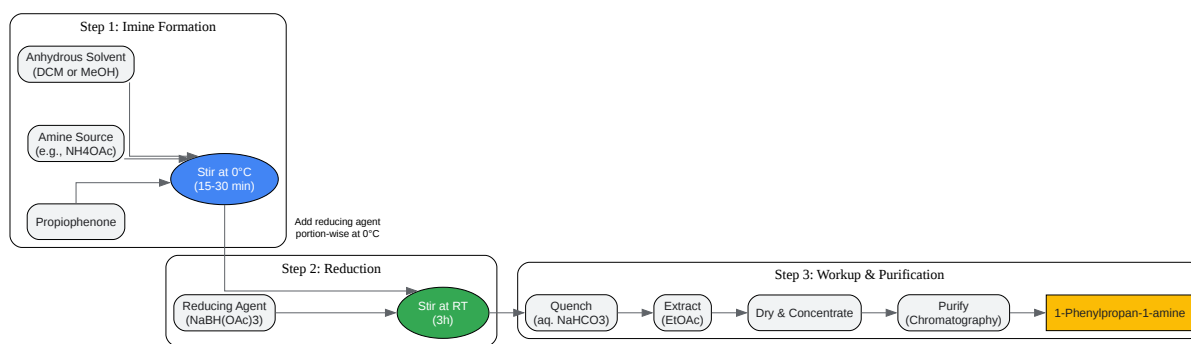 Step 1: Imine Formation
Anhydrous Solvent
(DCM or MeOH)
Amine Source
(e.g., NH4OAc)
Stir at 0°C
(15-30 min)
Propiophenone
Add reducing agent
portion-wise at 0°C
Step 2: Reduction
Reducing Agent
(NaBH(OAc)3)
Stir at RT
(3h)
Step 3: Workup & Purification
Quench
(aq. NaHCO3)
Extract
(EtOAc)
Dry & Concentrate
Purify
(Chromatography)
1-Phenylpropan-1-amine